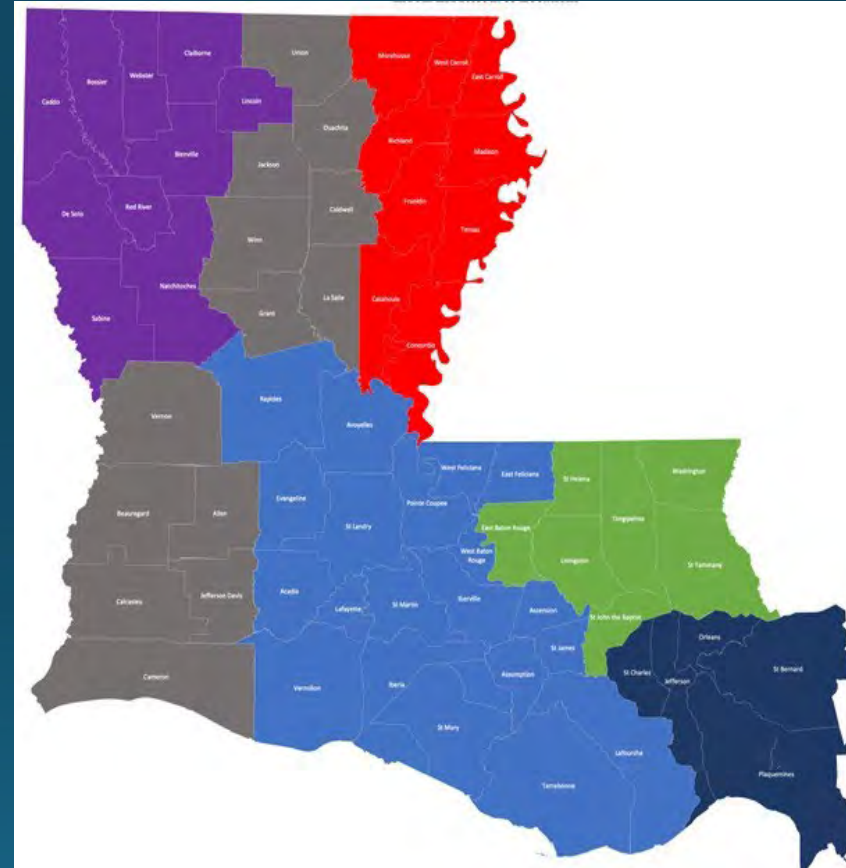 Claiborne
Union
Morehouse
West Carroll
East Carroll
Caddo
Bossier
Webster
Lincoln
Ouachita
Richland
Madison
Bienville
Jackson
Franklin
De Soto
Red River
Caldwell
Tensas
Winn
Natchitoches
Sabine
Grant
La Salle
Catahoula
Concordia
Vernon
Rapides
Avoyelles
West Feliciana
East Feliciana
St Helena
Washington
Beauregard
Allen
Evangeline
St Landry
Pointe Coupee
East Baton Rouge
Tangipahoa
West Baton
Rouge
Livingston
St Tammany
Calcasieu
Jefferson Davis
Acadia
Lafayette
St Martin
Iberville
Ascension
St John the Baptist
Cameron
Vermilion
Iberia
Assumption
St James
St Charles
Jefferson
Orleans
St Bernard
St Mary
Terrebonne
Lafourche
Plaquemines